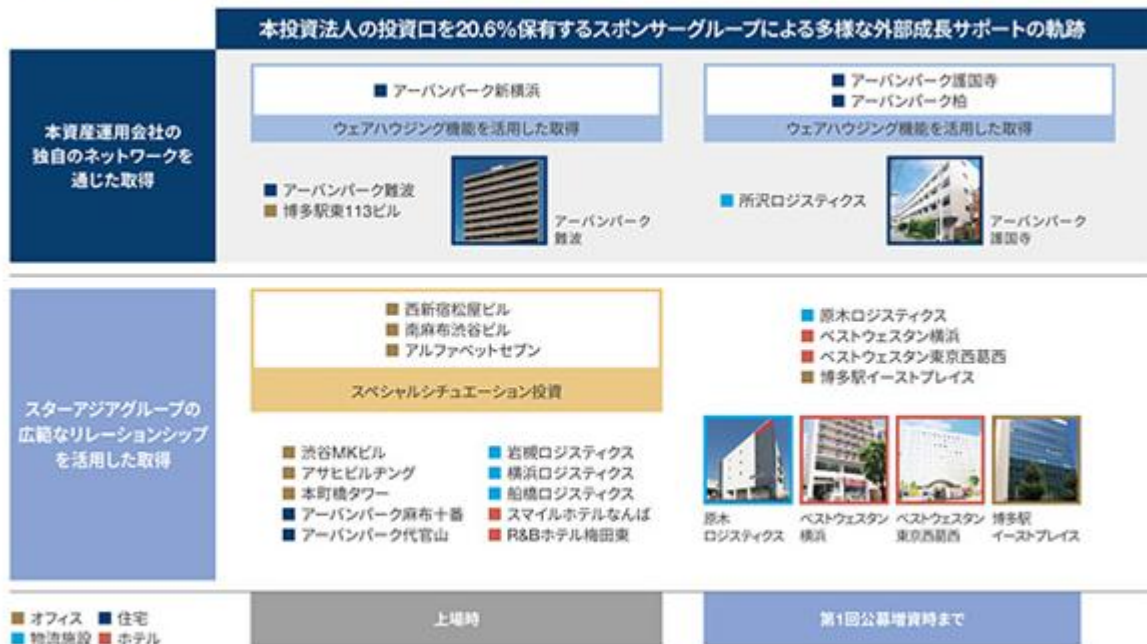 本投資法人の投資口を20.6%保有するスポンサーグループによる多様な外部成長サポートの軌跡
本資産運用会社の
独自のネットワークを
通じた取得
■ アーバンパーク新横浜
ウェアハウジング機能を活用した取得
■ アーバンパーク難波
■ 博多駅東113ビル
アーバンパーク
難波
■ アーバンパーク護国寺
■ アーバンパーク柏
ウェアハウジング機能を活用した取得
■ 所沢ロジスティクス
アーバンパーク
護国寺
スターアジアグループの
広範なリレーションシップ
を活用した取得
■ 西新宿松屋ビル
■ 南麻布渋谷ビル
■ アルファベットセブン
スペシャルシチュエーション投資
■ 渋谷MKビル
■ アサヒビルヂング
■ 本町橋タワー
■ アーバンパーク麻布十番
■ アーバンパーク代官山
■ 岩槻ロジスティクス
■ 横浜ロジスティクス
■ 船橋ロジスティクス
■ スマイルホテルなんば
■ R&Bホテル梅田東
■ 原木ロジスティクス
■ ベストウェスタン横浜
■ ベストウェスタン東京西葛西
■ 博多駅イーストプレイス
原木
ロジスティクス
ベストウェスタン
横浜
ベストウェスタン
東京西葛西
博多駅
イーストプレイス
■ オフィス ■ 住宅
■ 物流施設 ■ ホテル
上場時
第1回公募増資時まで